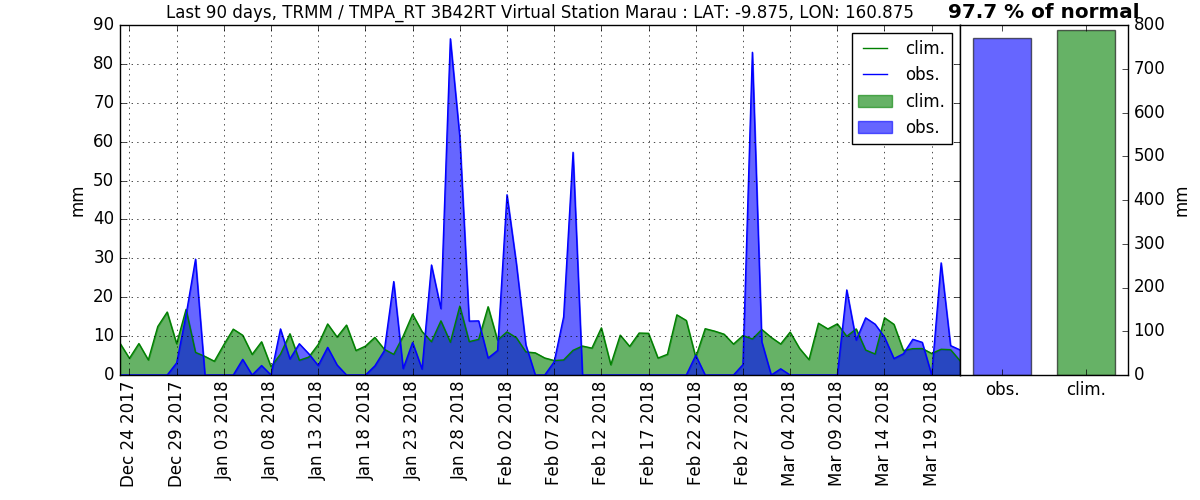 Last 90 days, TRMM / TMPA_RT 3B42RT Virtual Station Marau : LAT: -9.875, LON: 160.875
97.7 % of normal
90
80
70
60
50
40
30
20
10
0
mm
clim.
obs.
clim.
obs.
800
700
600
500
400
300
200
100
0
mm
obs.
clim.
Dec 24 2017
Dec 29 2017
Jan 03 2018
Jan 08 2018
Jan 13 2018
Jan 18 2018
Jan 23 2018
Jan 28 2018
Feb 02 2018
Feb 07 2018
Feb 12 2018
Feb 17 2018
Feb 22 2018
Feb 27 2018
Mar 04 2018
Mar 09 2018
Mar 14 2018
Mar 19 2018